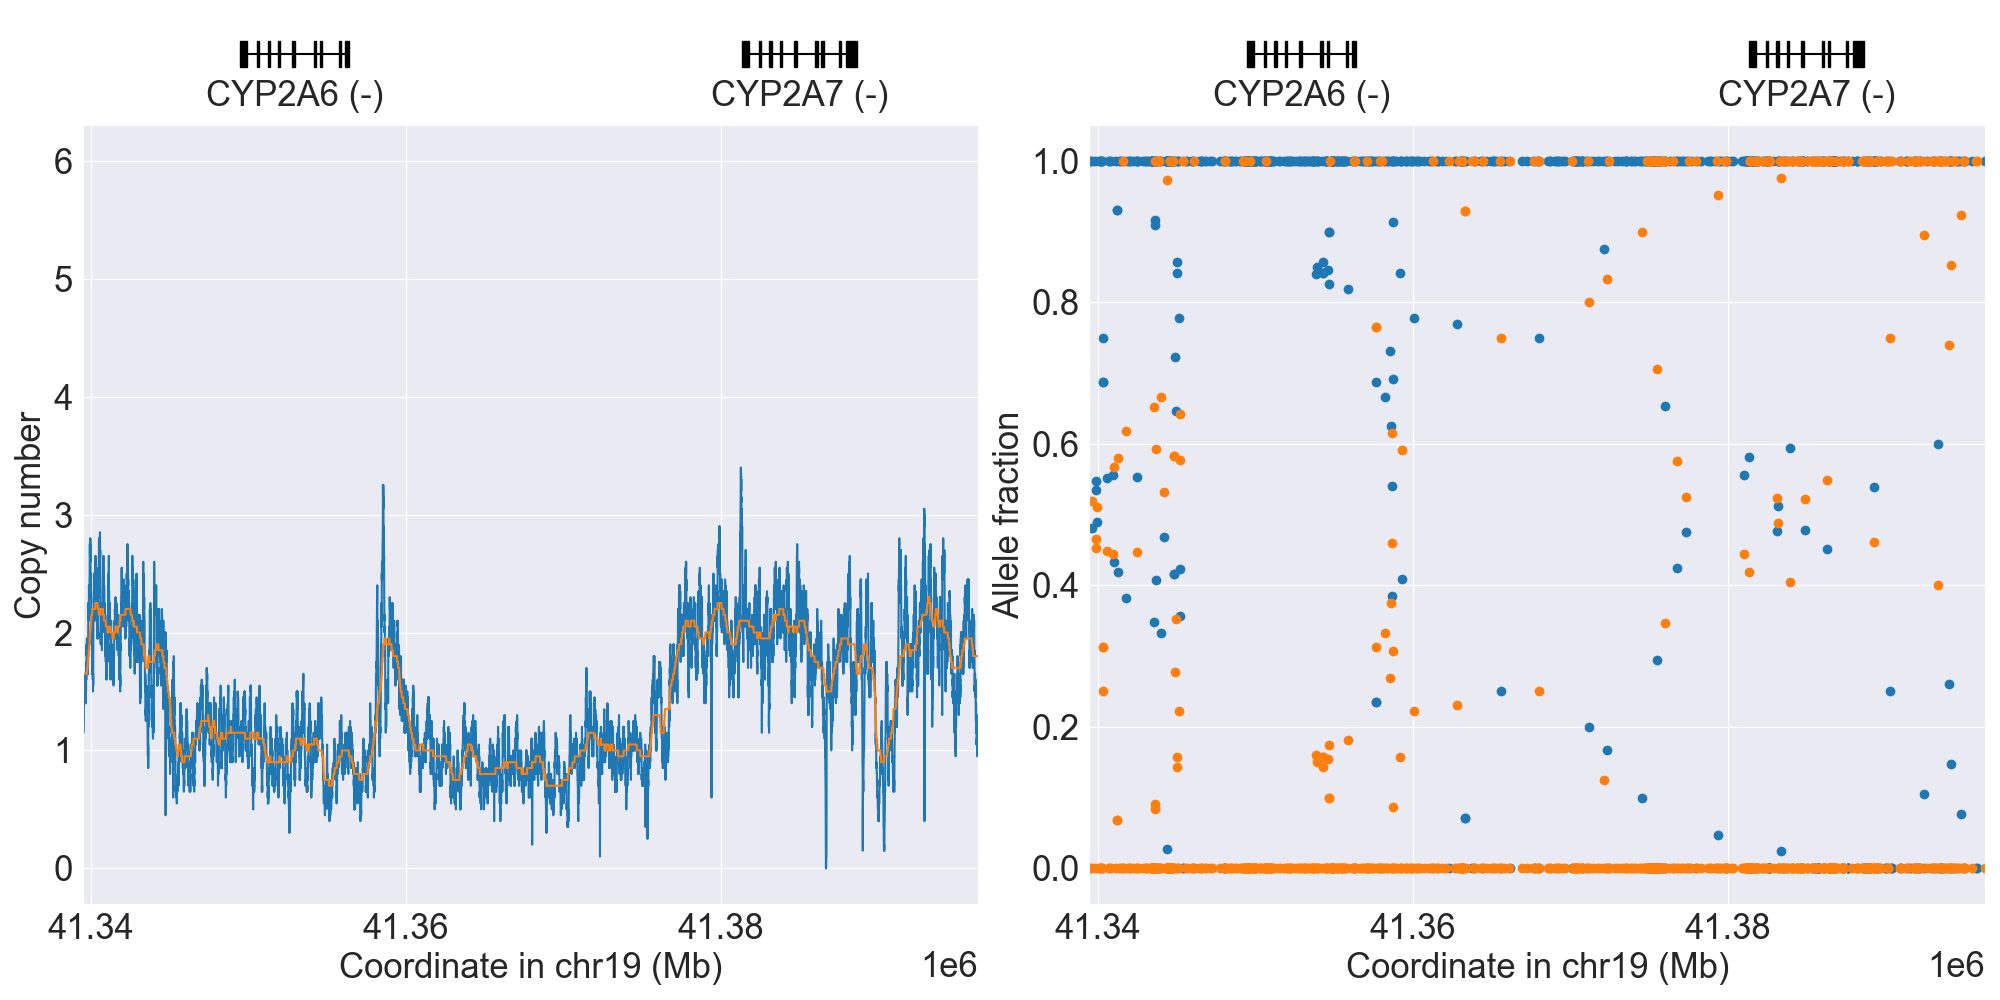 CYP2A6 (-) CYP2A7 (-)
6
5
4
3
2
1
0
Copy number
41.34 41.36 41.38
Coordinate in chr19 (Mb) 1e6
CYP2A6 (-) CYP2A7 (-)
1.0
0.8
0.6
0.4
0.2
0.0
Allele fraction
41.34 41.36 41.38
Coordinate in chr19 (Mb) 1e6